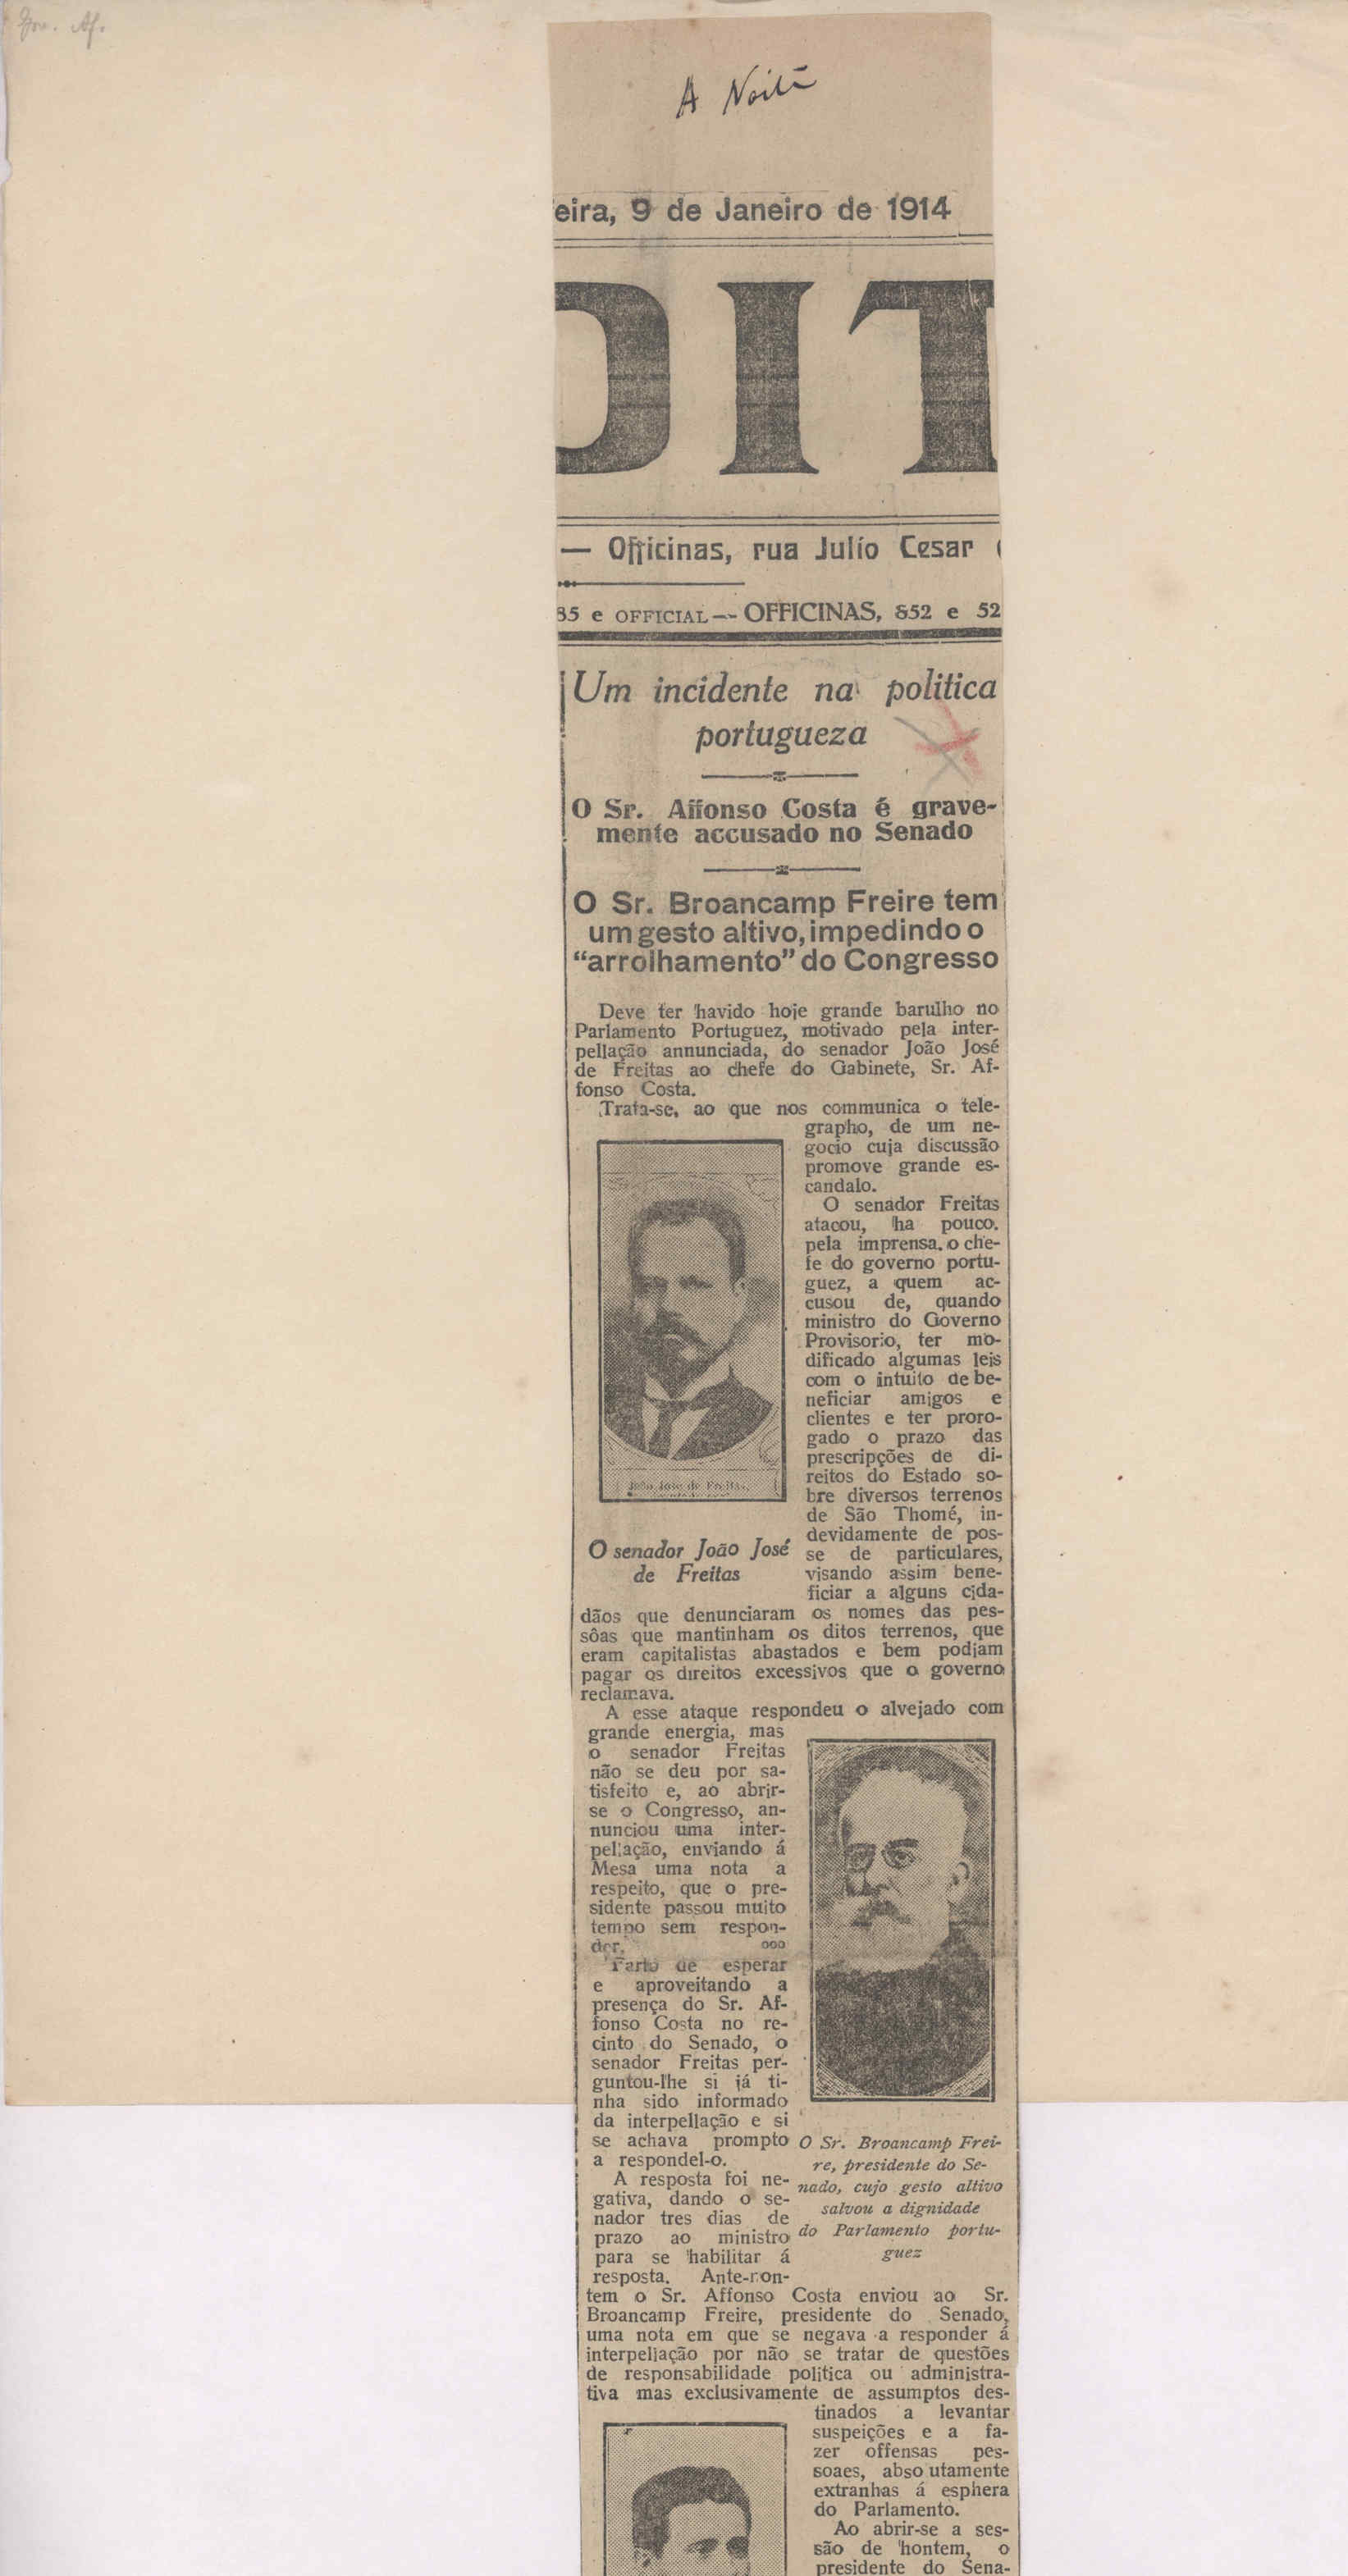 A Noite
eira, 9 de Janeiro de 1914
OIT
— Officinas, rua Julio Cesar
35 e OFFICIAL — OFFICINAS, 852 e 52
Um incidente na politica
portugueza
O Sr. Affonso Costa é grave-
mente accusado no Senado
O Sr. Broancamp Freire tem
um gesto altivo, impedindo o
“arrolhamento” do Congresso
Deve ter havido hoje grande barulho no
Parlamento Portuguez, motivado pela inter-
pellação annunciada, do senador João José
de Freitas ao chefe do Gabinete, Sr. Af-
fonso Costa.
Trata-se, ao que nos communica o tele-
grapho, de um ne-
gocio cuja discussão
promove grande es-
candalo.
O senador Freitas
atacou, ha pouco,
pela imprensa, o che-
fe do governo portu-
guez, a quem ac-
cusou de, quando
ministro do Governo
Provisorio, ter mo-
dificado algumas leis
com o intuito de be-
neficiar amigos e
clientes e ter proro-
gado o prazo das
prescripções de di-
reitos do Estado so-
bre diversos terrenos
de São Thomé, in-
devidamente de pos-
se de particulares,
visando assim bene-
ficiar a alguns cida-
João José de Freitas,
O senador João José
de Freitas
dãos que denunciaram os nomes das pes-
sôas que mantinham os ditos terrenos, que
eram capitalistas abastados e bem podiam
pagar os direitos excessivos que o governo
reclamava.
A esse ataque respondeu o alvejado com
grande energia, mas
o senador Freitas
não se deu por sa-
tisfeito e, ao abrir-
se o Congresso, an-
nunciou uma inter-
pellação, enviando á
Mesa uma nota a
respeito, que o pre-
sidente passou muito
tempo sem respon-
der.
Farto de esperar
e aproveitando a
presença do Sr. Af-
fonso Costa no re-
cinto do Senado, o
senador Freitas per-
guntou-lhe si já ti-
nha sido informado
da interpellação e si
se achava prompto
a respondel-o.
A resposta foi ne-
gativa, dando o se-
nador tres dias de
prazo ao ministro
para se habilitar á
resposta. Ante-hon-
O Sr. Broancamp Frei-
re, presidente do Se-
nado, cujo gesto altivo
salvou a dignidade
do Parlamento portu-
guez
tem o Sr. Affonso Costa enviou ao Sr.
Broancamp Freire, presidente do Senado,
uma nota em que se negava a responder á
interpellação por não se tratar de questões
de responsabilidade politica ou administra-
tiva mas exclusivamente de assumptos des-
tinados a levantar
suspeições e a fa-
zer offensas pes-
soaes, abso utamente
extranhas á esphera
do Parlamento.
Ao abrir-se a ses-
são de hontem, o
presidente do Sena-